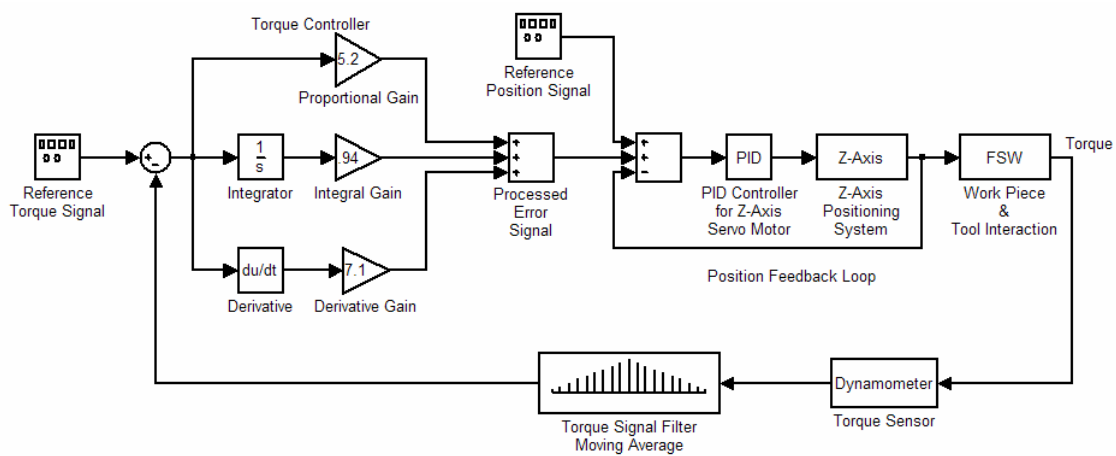 Torque Controller
5.2
Proportional Gain
Reference
Position Signal
Reference
Torque Signal
+
-
1
s
Integrator
.94
Integral Gain
du/dt
Derivative
7.1
Derivative Gain
+
+
+
Processed
Error
Signal
+
+
-
PID
PID Controller
for Z-Axis
Servo Motor
Z-Axis
Z-Axis
Positioning
System
FSW
Work Piece
&
Tool Interaction
Torque
Position Feedback Loop
Torque Signal Filter
Moving Average
Dynamometer
Torque Sensor